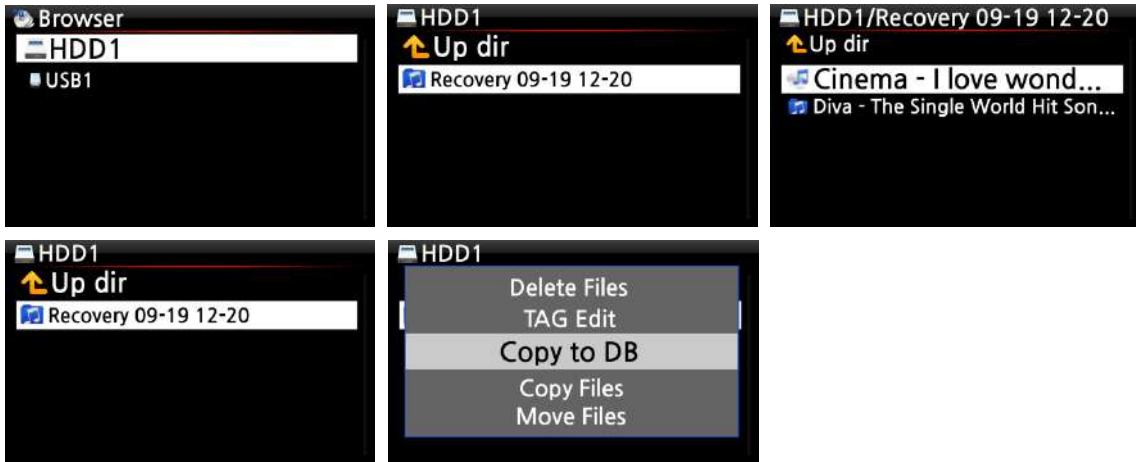 Browser
HDD1
USB1
HDD1
Up dir
Recovery 09-19 12-20
HDD1/Recovery 09-19 12-20
Up dir
Cinema - I love wond...
Diva - The Single World Hit Son...
HDD1
Up dir
Recovery 09-19 12-20
HDD1
Delete Files
TAG Edit
Copy to DB
Copy Files
Move Files